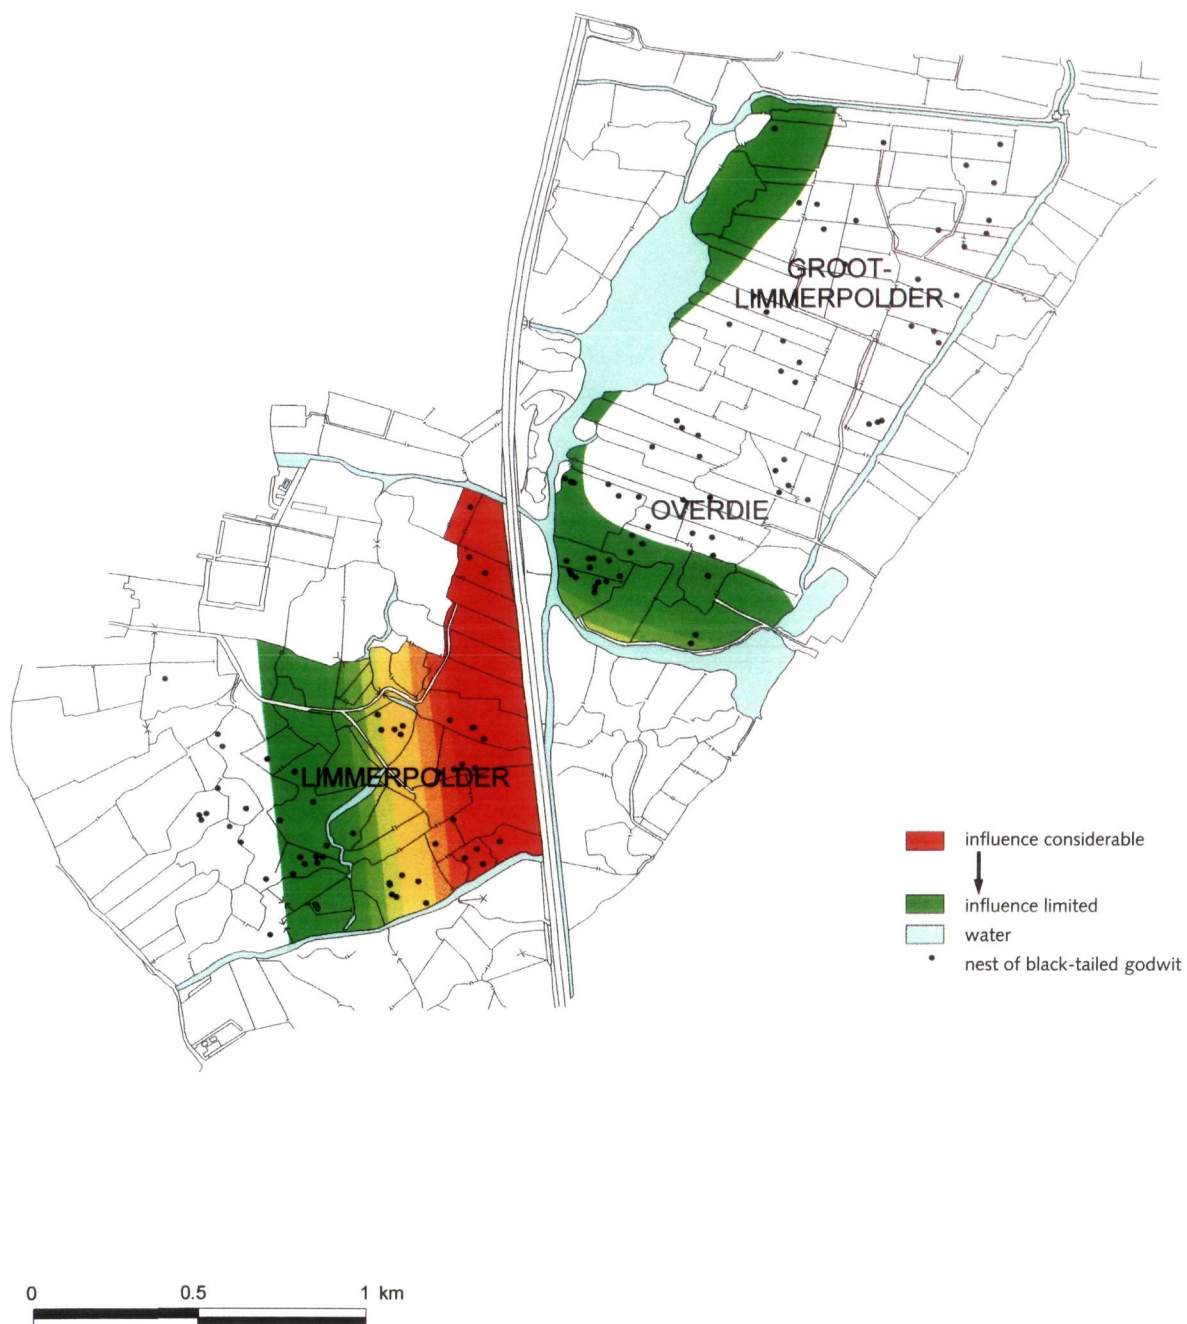 GROOT-
LIMMERPOLDER
OVERDIE
LIMMERPOLDER
influence considerable
influence limited
water
nest of black-tailed godwit
0 0.5 1 km